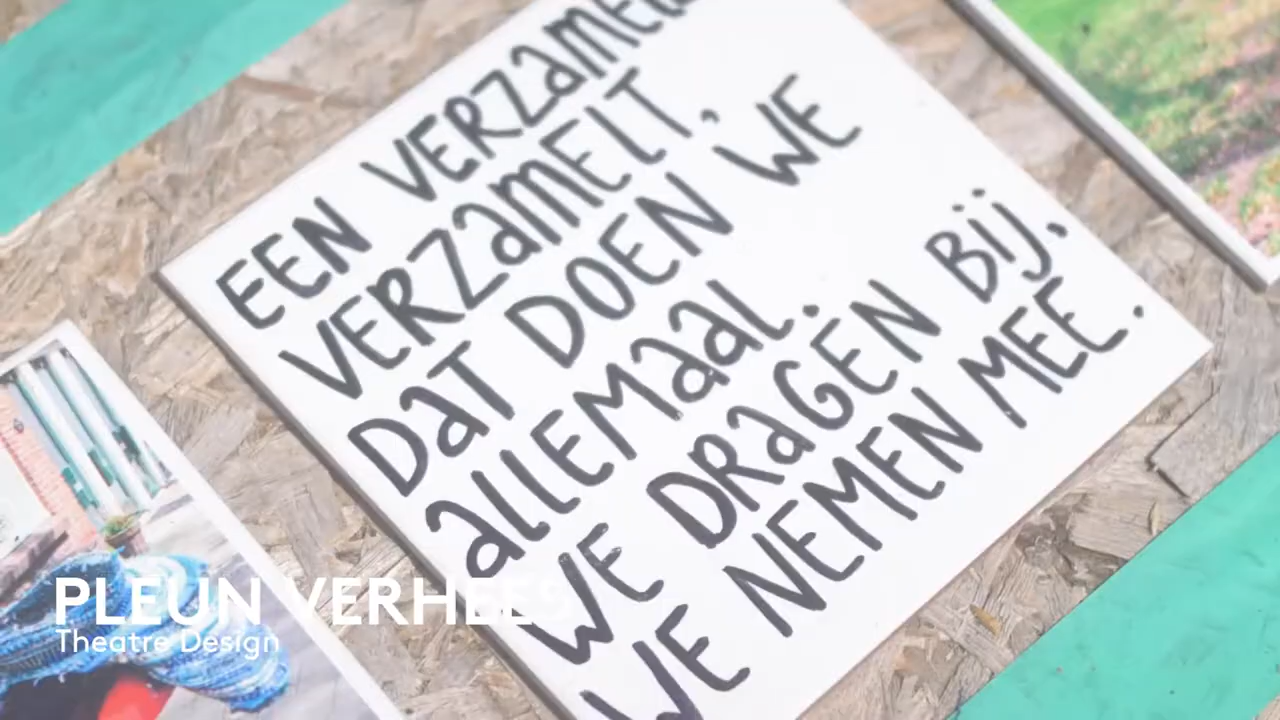 EEN VERZAMEL
VERZAMELT,
DAT DOEN WE
ALLEMAAL.
WE DRAGEN BIJ,
WE NEMEN MEE.
PLEUN VERHEES
Theatre Design